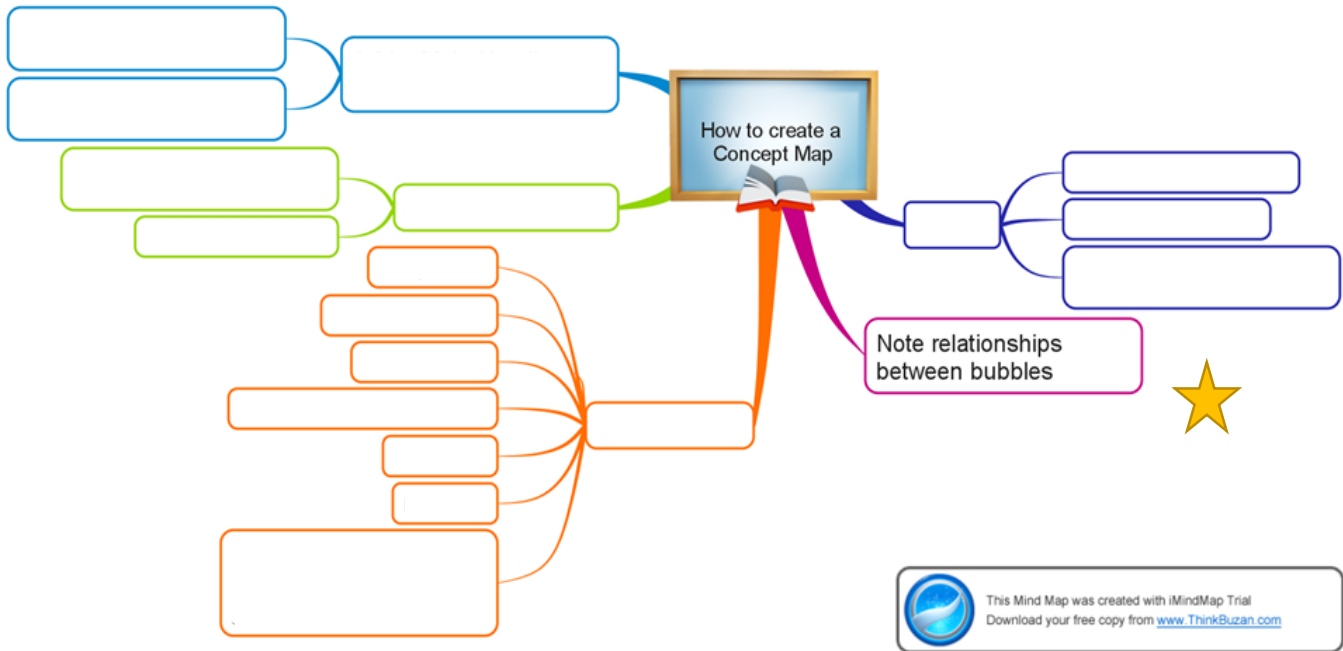 How to create a
Concept Map
Note relationships
between bubbles
This Mind Map was created with iMindMap Trial
Download your free copy from www.ThinkBuzan.com